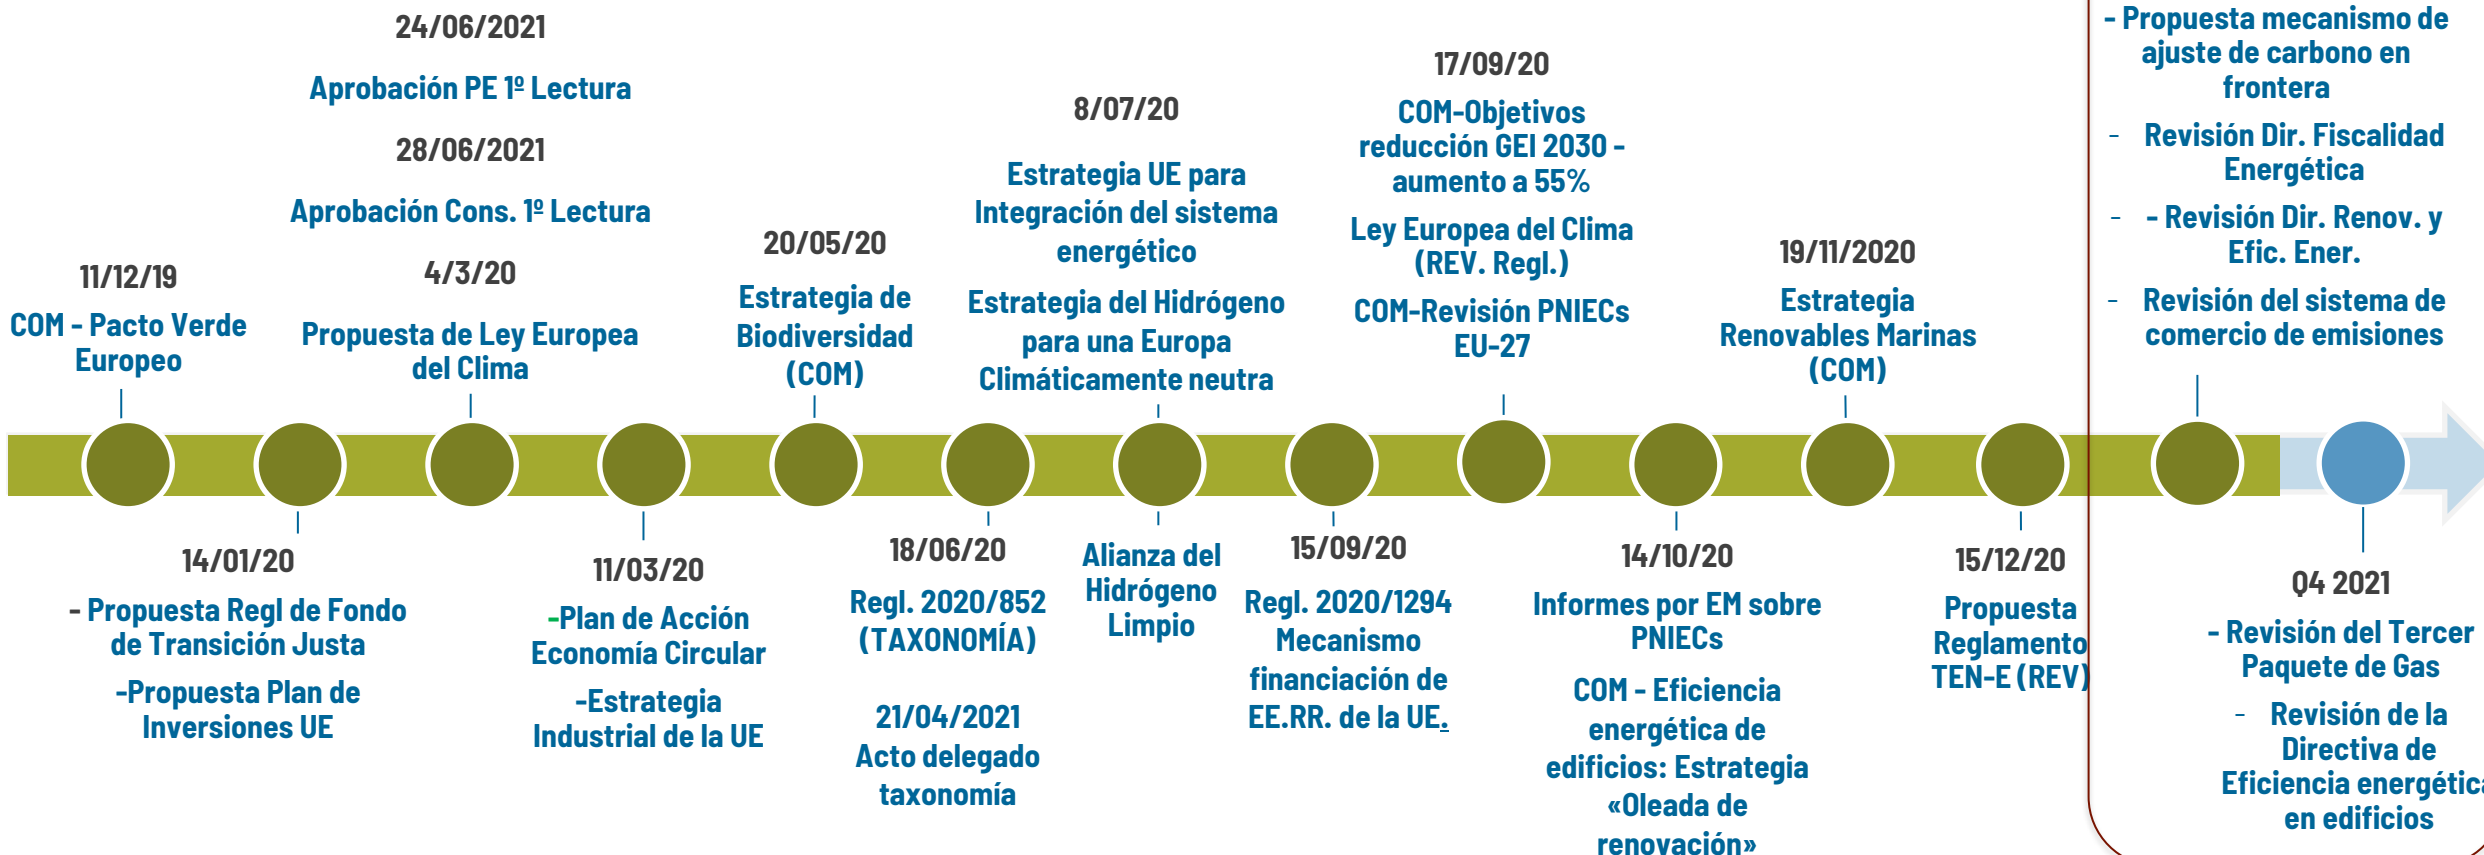 11/12/19
COM - Pacto Verde
Europeo
24/06/2021
Aprobación PE 1º Lectura
28/06/2021
Aprobación Cons. 1º Lectura
4/3/20
Propuesta de Ley Europea
del Clima
20/05/20
Estrategia de
Biodiversidad
(COM)
8/07/20
Estrategia UE para
Integración del sistema
energético
Estrategia del Hidrógeno
para una Europa
Climáticamente neutra
17/09/20
COM-Objetivos
reducción GEI 2030 -
aumento a 55%
Ley Europea del Clima
(REV. Regl.)
COM-Revisión PNIECs
EU-27
19/11/2020
Estrategia
Renovables Marinas
(COM)
- Propuesta mecanismo de
ajuste de carbono en
frontera
- Revisión Dir. Fiscalidad
Energética
- - Revisión Dir. Renov. y
Efic. Ener.
- Revisión del sistema de
comercio de emisiones
14/01/20
- Propuesta Regl de Fondo
de Transición Justa
-Propuesta Plan de
Inversiones UE
11/03/20
-Plan de Acción
Economía Circular
-Estrategia
Industrial de la UE
18/06/20
Regl. 2020/852
(TAXONOMÍA)
21/04/2021
Acto delegado
taxonomía
Alianza del
Hidrógeno
Limpio
15/09/20
Regl. 2020/1294
Mecanismo
financiación de
EE.RR. de la UE.
14/10/20
Informes por EM sobre
PNIECs
COM - Eficiencia
energética de
edificios: Estrategia
«Oleada de
renovación»
15/12/20
Propuesta
Reglamento
TEN-E (REV)
Q4 2021
- Revisión del Tercer
Paquete de Gas
- Revisión de la
Directiva de
Eficiencia energética
en edificios